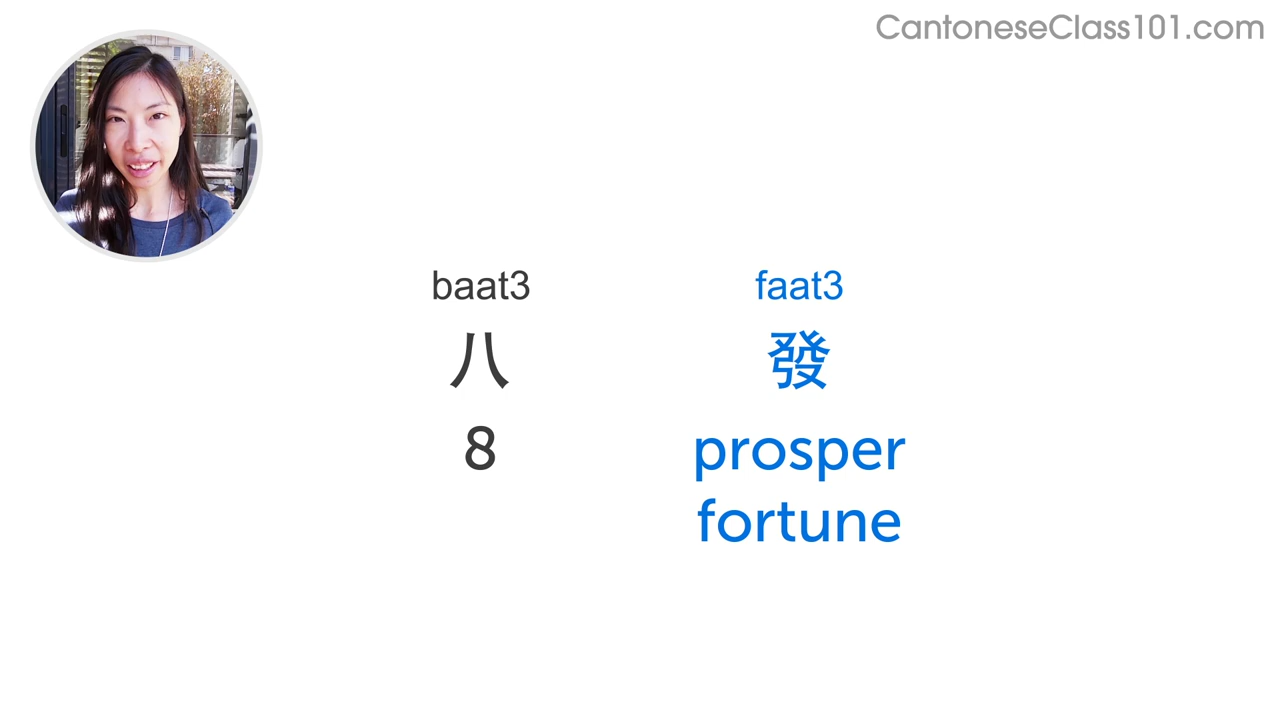 CantoneseClass101.com
baat3 faat3
八 發
8 prosper
fortune